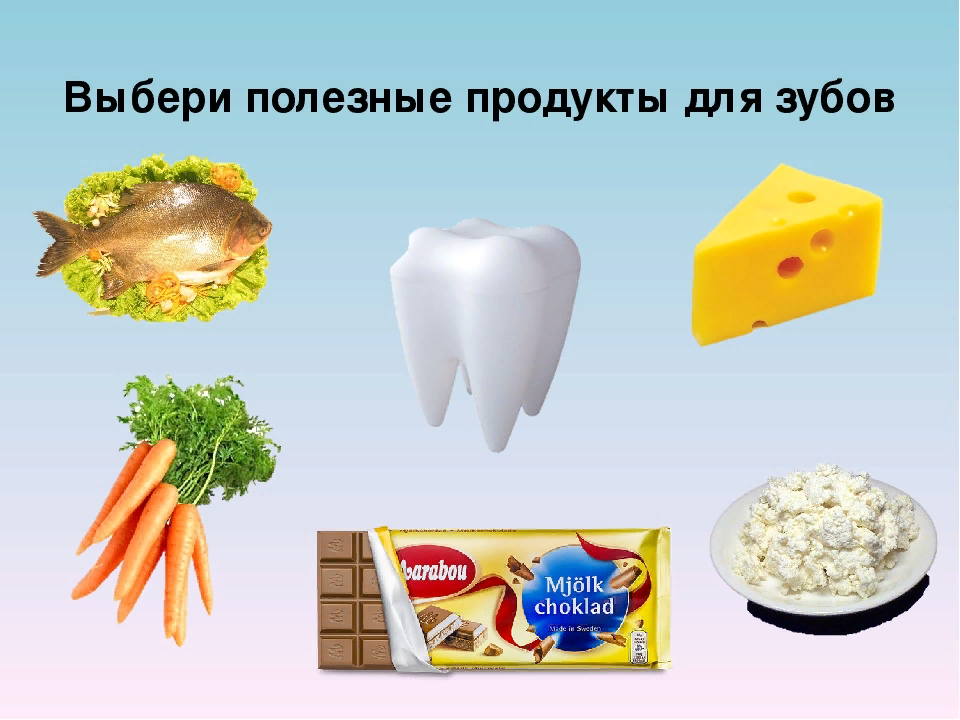 Выбери полезные продукты для зубов
Marabou
Mjölk
choklad
Made in Sweden